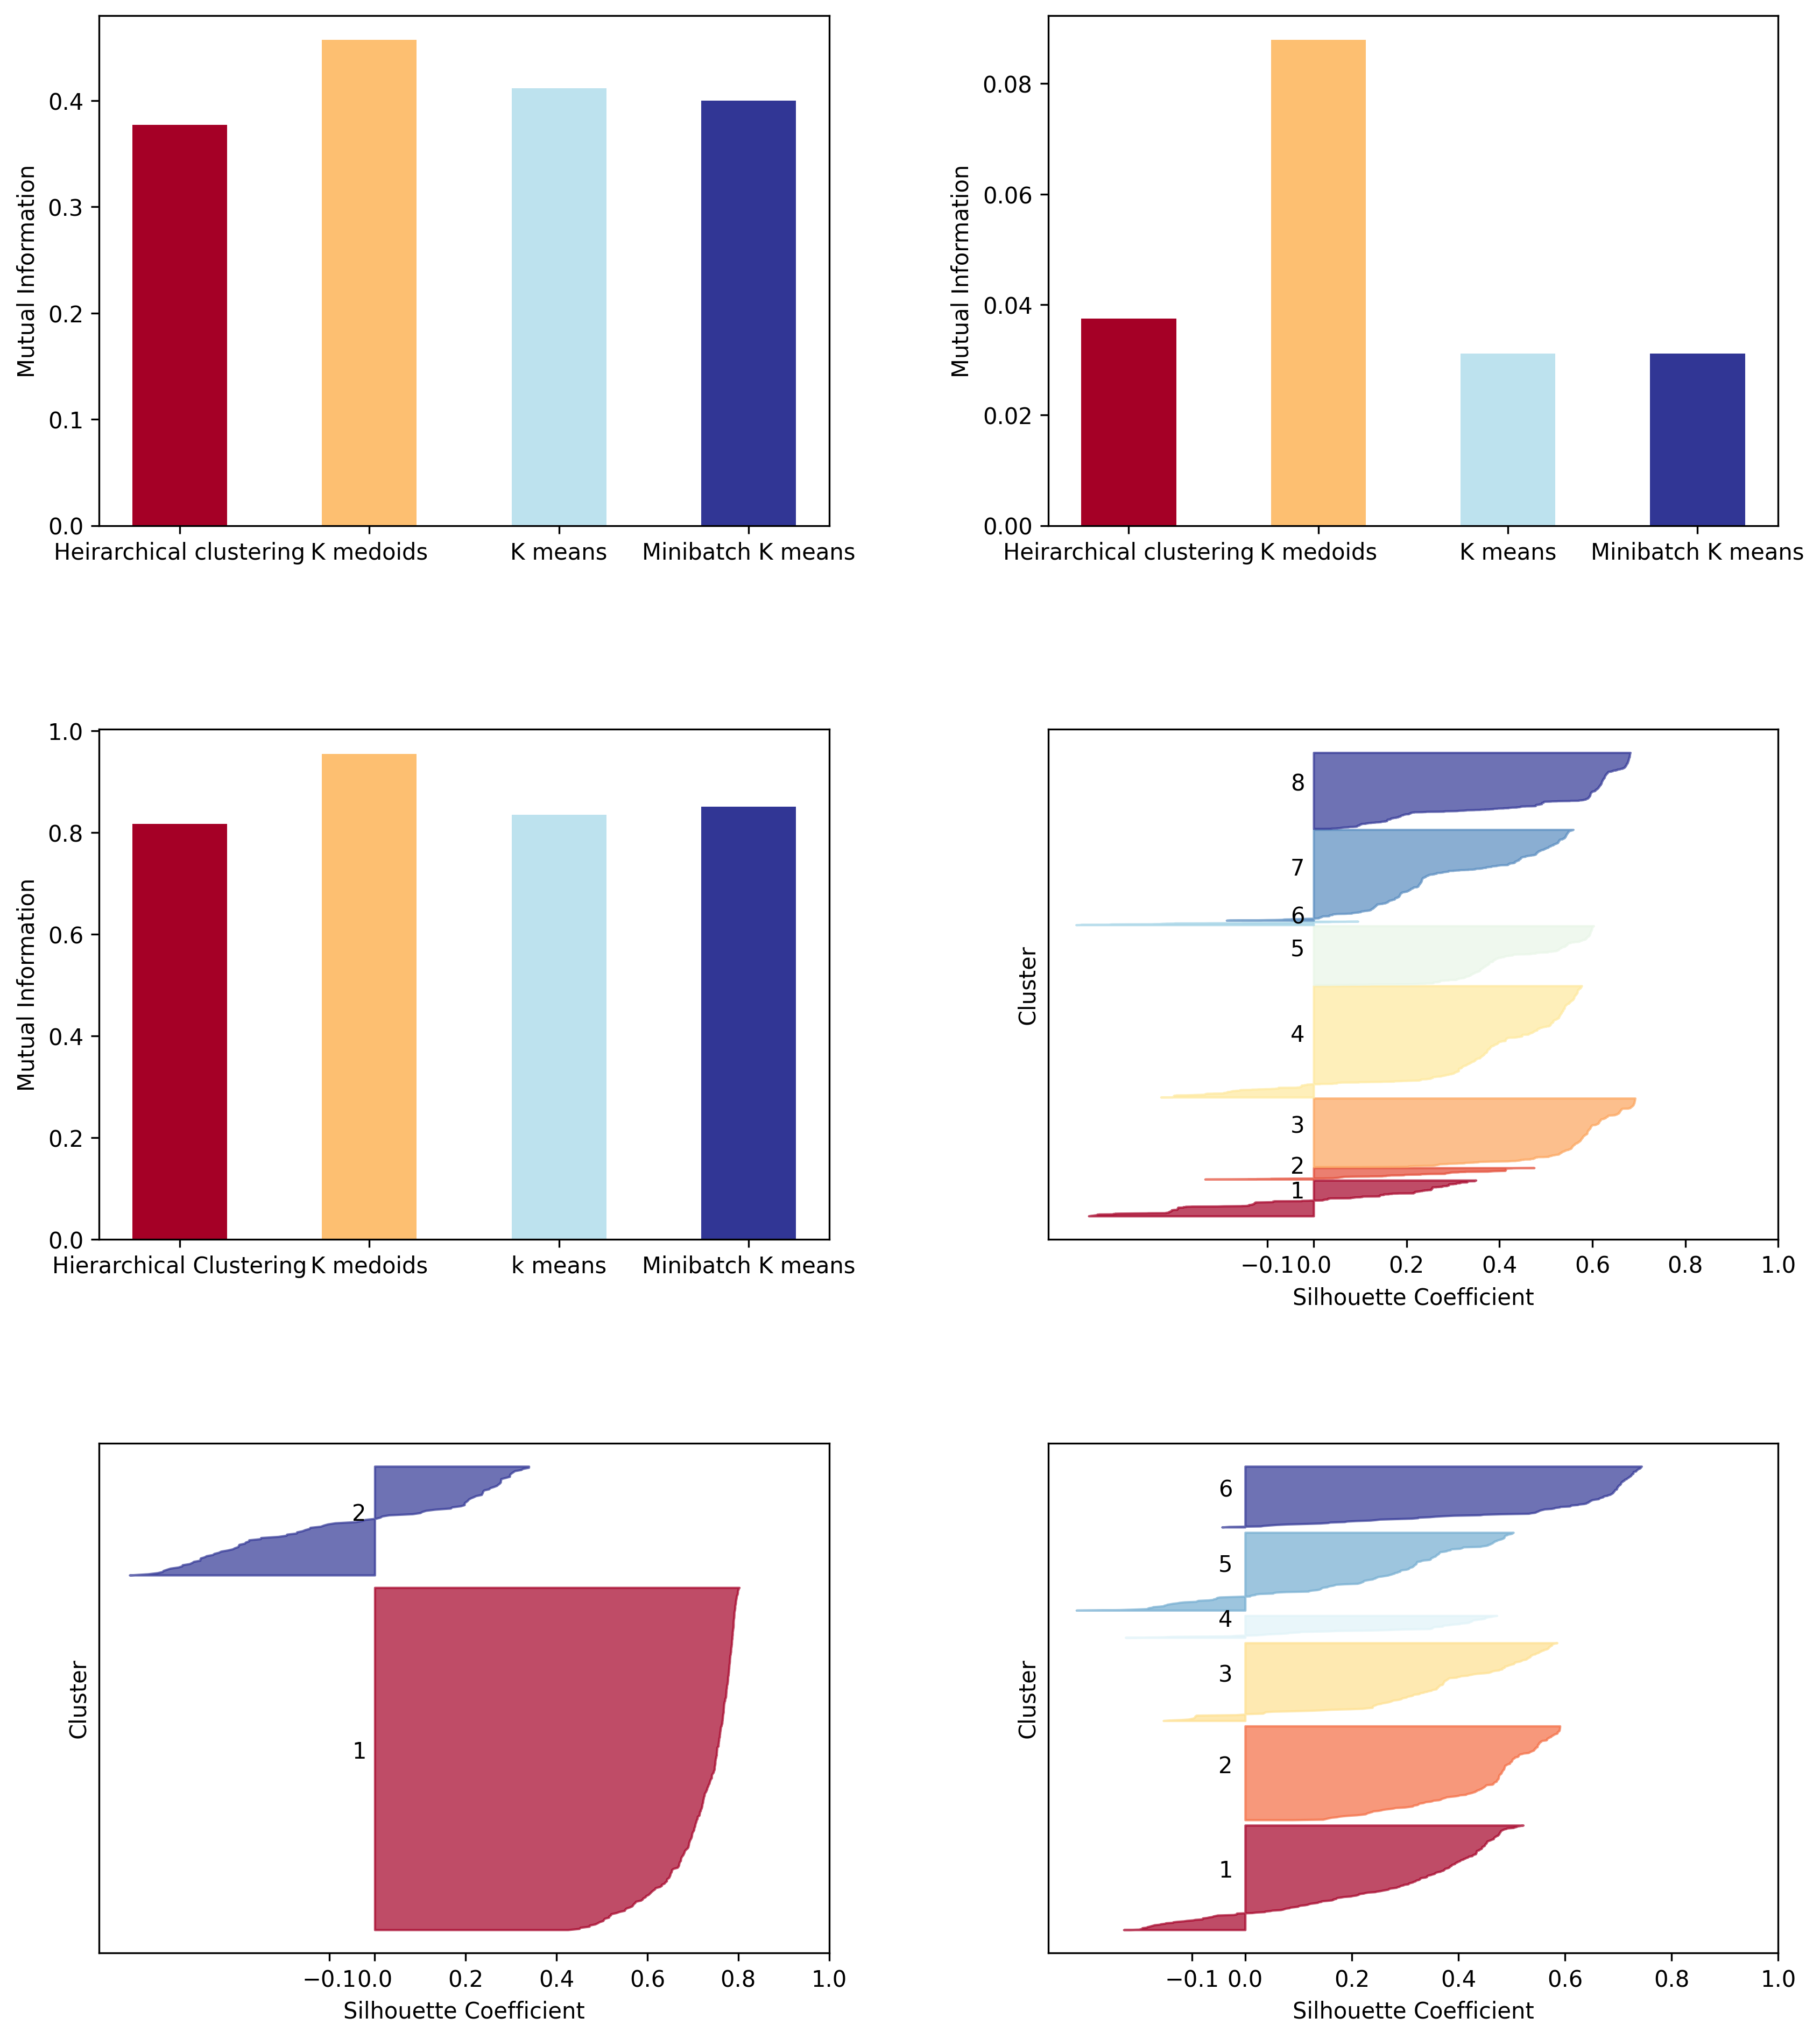 Mutual Information
0.4
0.3
0.2
0.1
0.0
Heirarchical clustering K medoids K means Minibatch K means
Mutual Information
0.08
0.06
0.04
0.02
0.00
Heirarchical clustering K medoids K means Minibatch K means
Mutual Information
1.0
0.8
0.6
0.4
0.2
0.0
Hierarchical Clustering K medoids k means Minibatch K means
Cluster
8
7
6
5
4
3
2
1
−0.1 0.0 0.2 0.4 0.6 0.8 1.0
Silhouette Coefficient
Cluster
2
1
−0.1 0.0 0.2 0.4 0.6 0.8 1.0
Silhouette Coefficient
Cluster
6
5
4
3
2
1
−0.1 0.0 0.2 0.4 0.6 0.8 1.0
Silhouette Coefficient